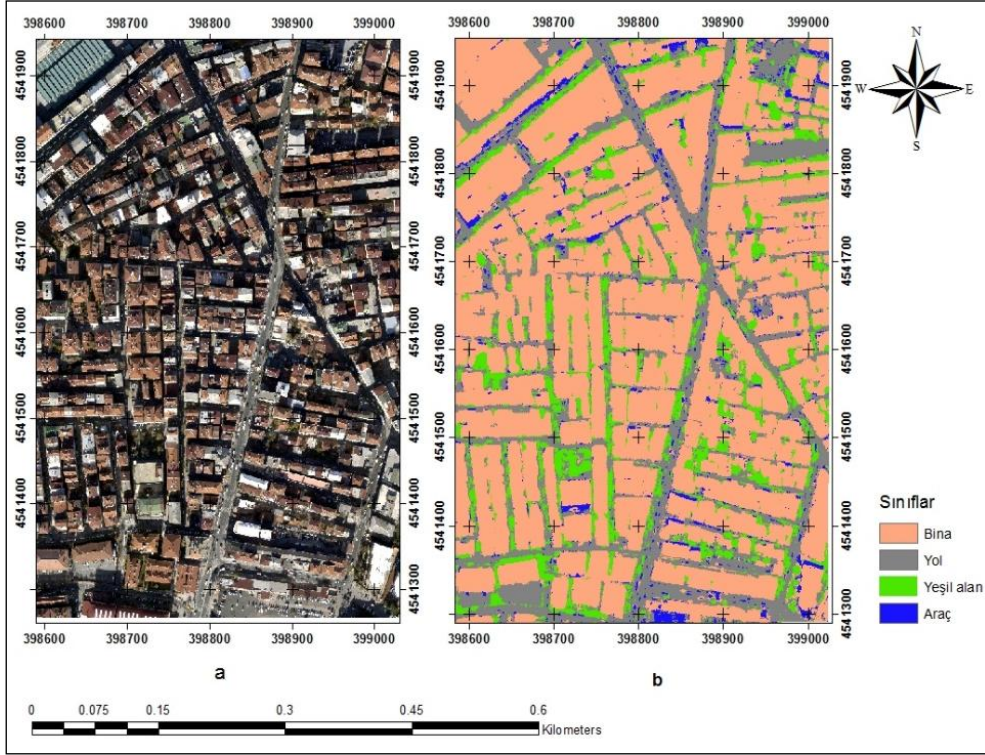 398600 398700 398800 398900 399000
398600 398700 398800 398900 399000
4541900 4541800 4541700 4541600 4541500 4541400 4541300
4541900 4541800 4541700 4541600 4541500 4541400 4541300
4541900 4541800 4541700 4541600 4541500 4541400 4541300
398600 398700 398800 398900 399000
398600 398700 398800 398900 399000
N
W E
S
Sınıflar
Bina
Yol
Yeşil alan
Araç
a
b
0 0.075 0.15 0.3 0.45 0.6
Kilometers